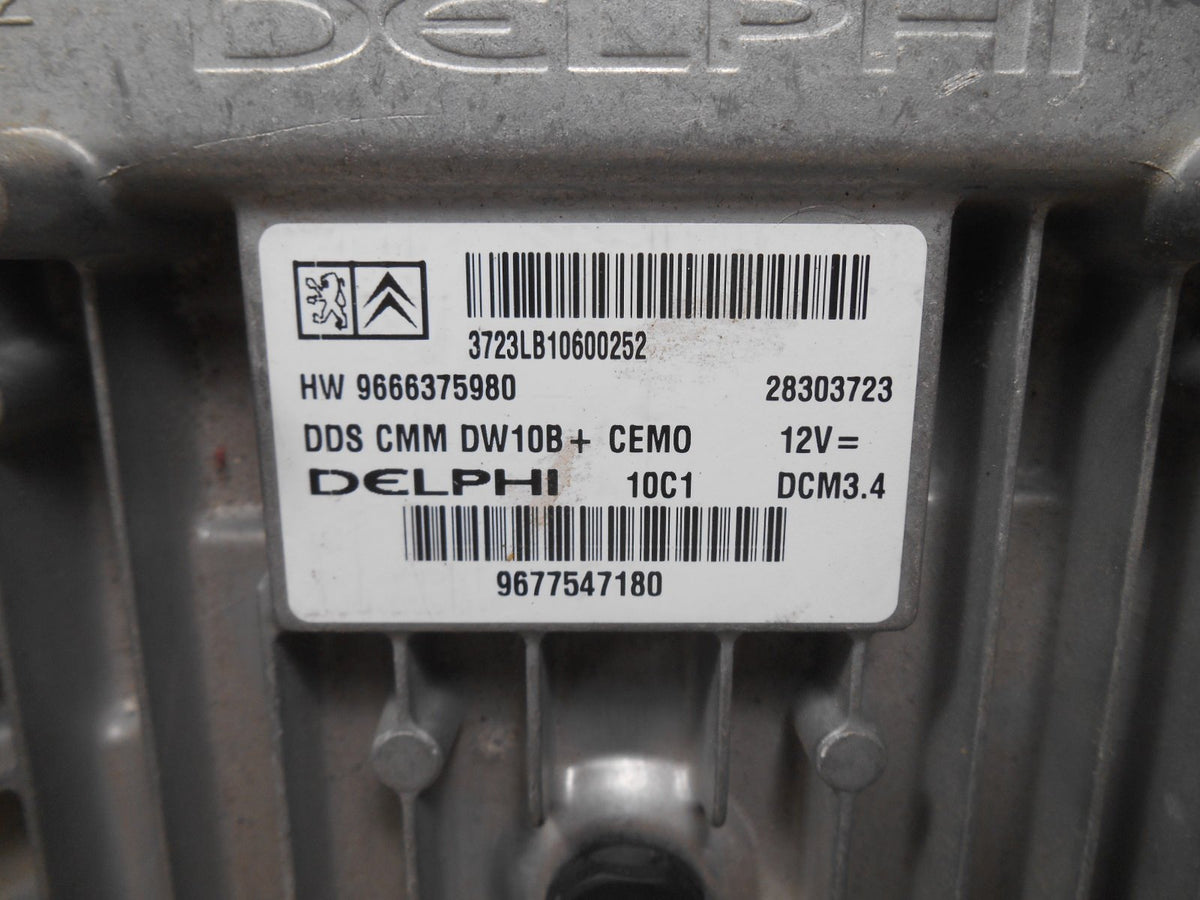 DELPHI
3723LB10600252
HW 9666375980 28303723
DDS CMM DW10B+ CEMO 12V=
DELPHI 10C1 DCM3.4
9677547180